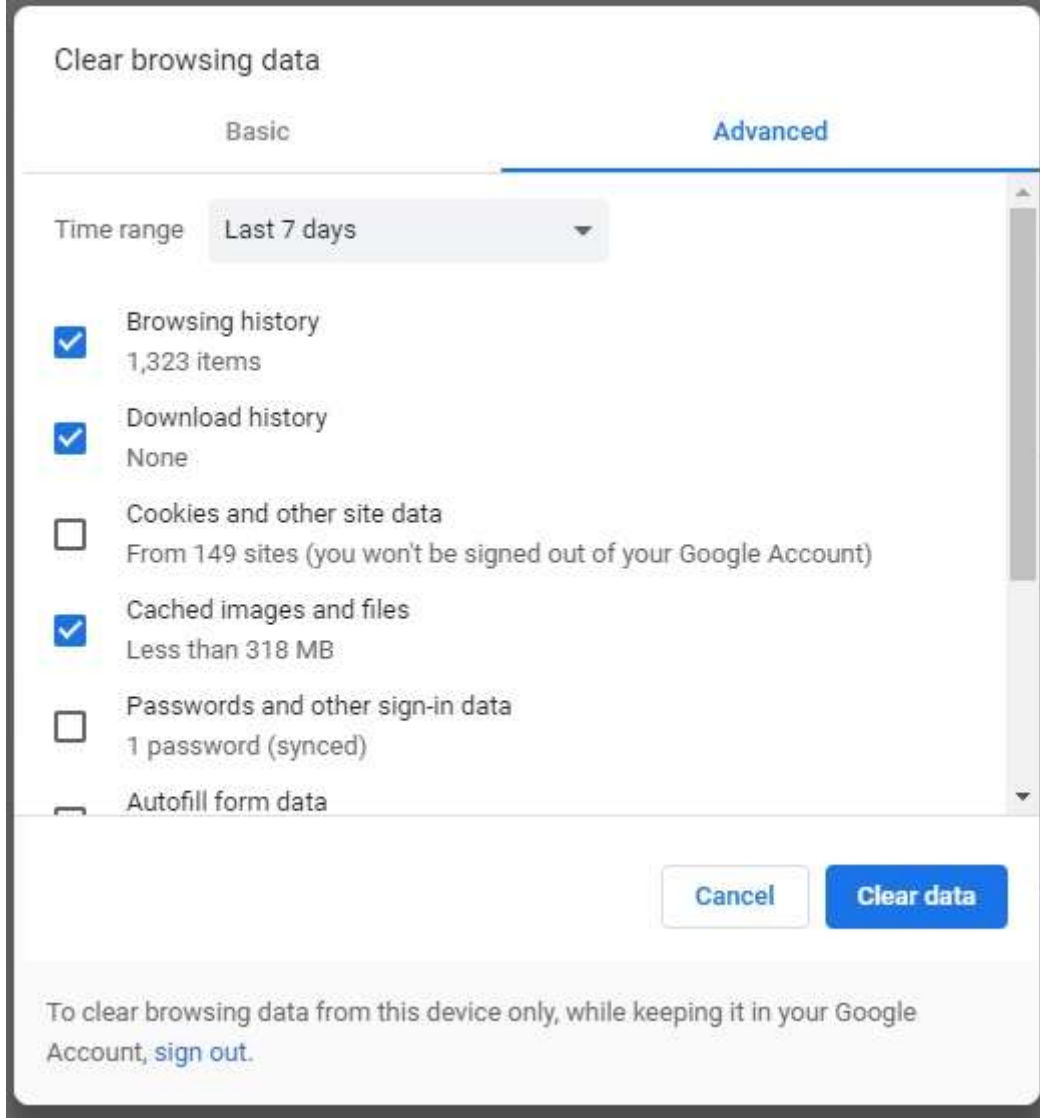 Clear browsing data
Basic
Advanced
Time range
Last 7 days
Browsing history
1,323 items
Download history
None
Cookies and other site data
From 149 sites (you won't be signed out of your Google Account)
Cached images and files
Less than 318 MB
Passwords and other sign-in data
1 password (synced)
Autofill form data
Cancel
Clear data
To clear browsing data from this device only, while keeping it in your Google
Account, sign out.